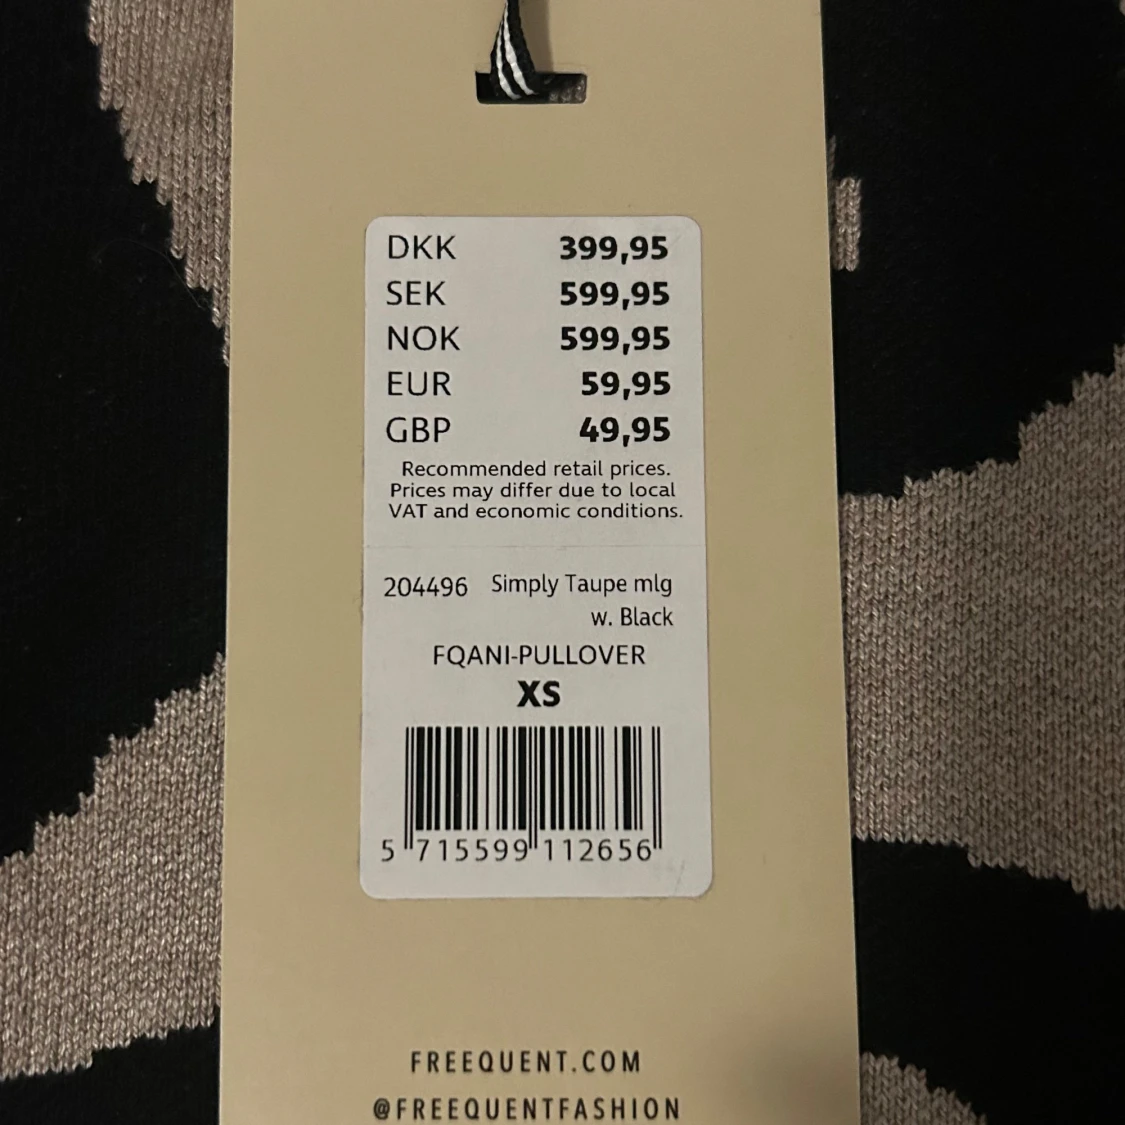 DKK 399,95
SEK 599,95
NOK 599,95
EUR 59,95
GBP 49,95
Recommended retail prices.
Prices may differ due to local
VAT and economic conditions.
204496 Simply Taupe mlg
w. Black
FQANI-PULLOVER
XS
5 715599 112656
FREEQUENT.COM
@FREEQUENTFASHION